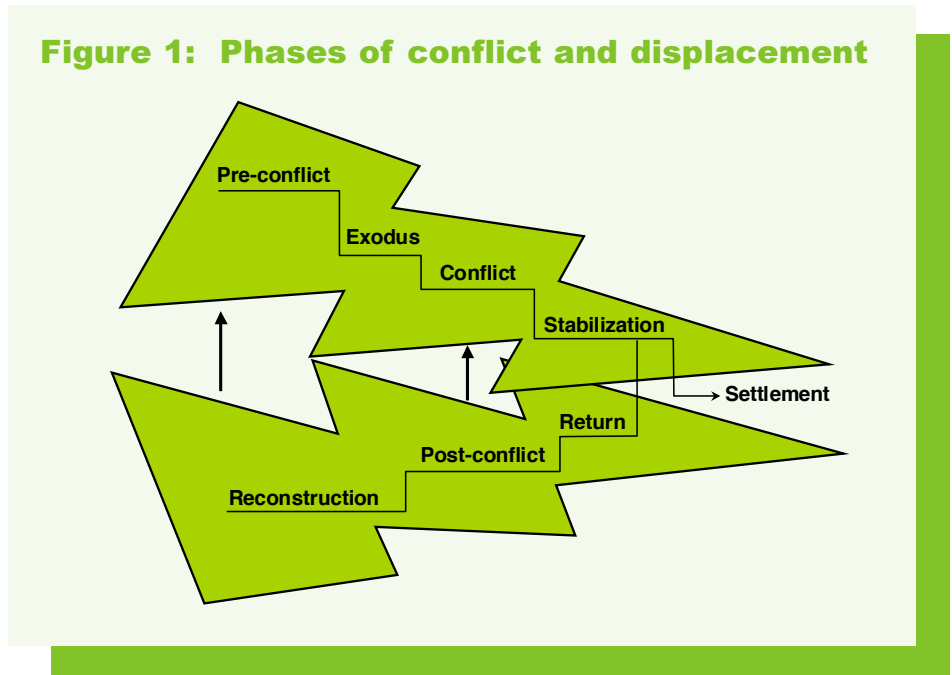 Figure 1: Phases of conflict and displacement
Pre-conflict
Exodus
Conflict
Stabilization
Settlement
Return
Post-conflict
Reconstruction